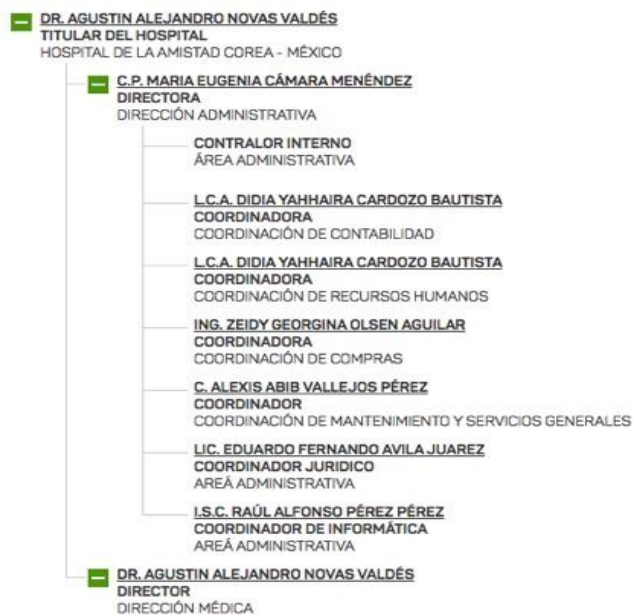 DR. AGUSTIN ALEJANDRO NOVAS VALDÉS
TITULAR DEL HOSPITAL
HOSPITAL DE LA AMISTAD COREA - MÉXICO
C.P. MARIA EUGENIA CÁMARA MENÉNDEZ
DIRECTORA
DIRECCIÓN ADMINISTRATIVA
CONTRALOR INTERNO
ÁREA ADMINISTRATIVA
L.C.A. DIDIA YAHHAIRA CARDOZO BAUTISTA
COORDINADORA
COORDINACIÓN DE CONTABILIDAD
L.C.A. DIDIA YAHHAIRA CARDOZO BAUTISTA
COORDINADORA
COORDINACIÓN DE RECURSOS HUMANOS
ING. ZEIDY GEORGINA OLSEN AGUILAR
COORDINADORA
COORDINACIÓN DE COMPRAS
C. ALEXIS ABIB VALLEJOS PÉREZ
COORDINADOR
COORDINACIÓN DE MANTENIMIENTO Y SERVICIOS GENERALES
LIC. EDUARDO FERNANDO AVILA JUAREZ
COORDINADOR JURIDICO
AREÁ ADMINISTRATIVA
I.S.C. RAÚL ALFONSO PÉREZ PÉREZ
COORDINADOR DE INFORMÁTICA
AREÁ ADMINISTRATIVA
DR. AGUSTIN ALEJANDRO NOVAS VALDÉS
DIRECTOR
DIRECCIÓN MÉDICA